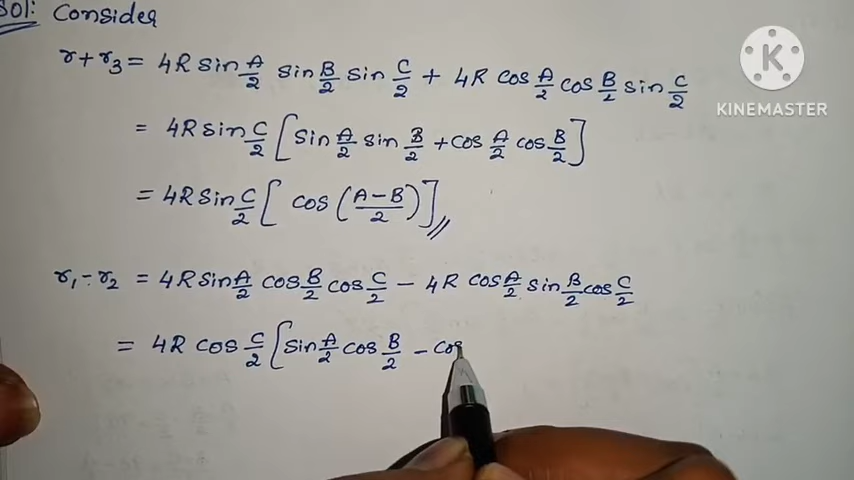 Sol: Consider
r + r₃ = 4R sin A/2 sin B/2 sin C/2 + 4R cos A/2 cos B/2 sin C/2
= 4R sin C/2 [ sin A/2 sin B/2 + cos A/2 cos B/2 ]
= 4R sin C/2 [ cos ( (A-B)/2 ) ] //
r₁ - r₂ = 4R sin A/2 cos B/2 cos C/2 - 4R cos A/2 sin B/2 cos C/2
= 4R cos C/2 [ sin A/2 cos B/2 - cos
K
KINEMASTER